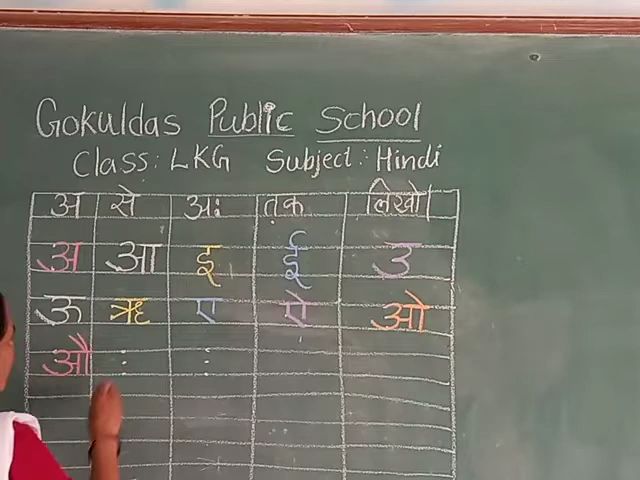 Gokuldas Public School
Class: LKG Subject: Hindi
अ से अः तक लिखो।
अ आ इ ई उ
ऊ ऋ ए ऐ ओ
औ : :